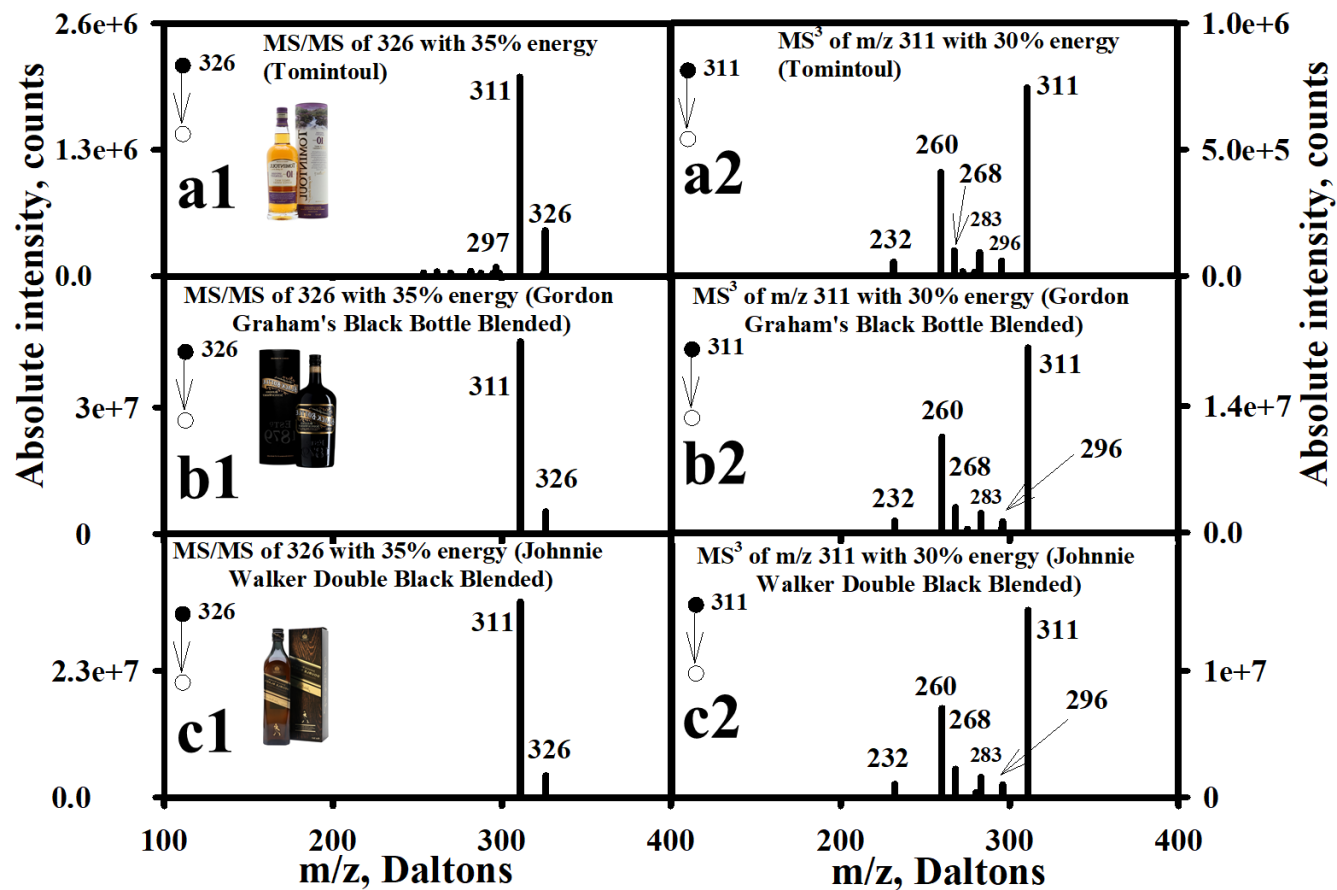 2.6e+6
MS/MS of 326 with 35% energy
(Tomintoul)
326
311
326
297
1.3e+6
a1
0.0
Absolute intensity, counts
MS³ of m/z 311 with 30% energy
(Tomintoul)
311
311
260
268
283
296
232
a2
1.0e+6
5.0e+5
0.0
Absolute intensity, counts
MS/MS of 326 with 35% energy (Gordon
Graham's Black Bottle Blended)
326
311
326
3e+7
b1
0
MS³ of m/z 311 with 30% energy (Gordon
Graham's Black Bottle Blended)
311
311
260
268
283
296
232
b2
1.4e+7
0.0
MS/MS of 326 with 35% energy (Johnnie
Walker Double Black Blended)
326
311
326
2.3e+7
c1
0.0
MS³ of m/z 311 with 30% energy (Johnnie
Walker Double Black Blended)
311
311
260
268
283
296
232
c2
1e+7
0
100
200
300
400
200
300
400
m/z, Daltons
m/z, Daltons